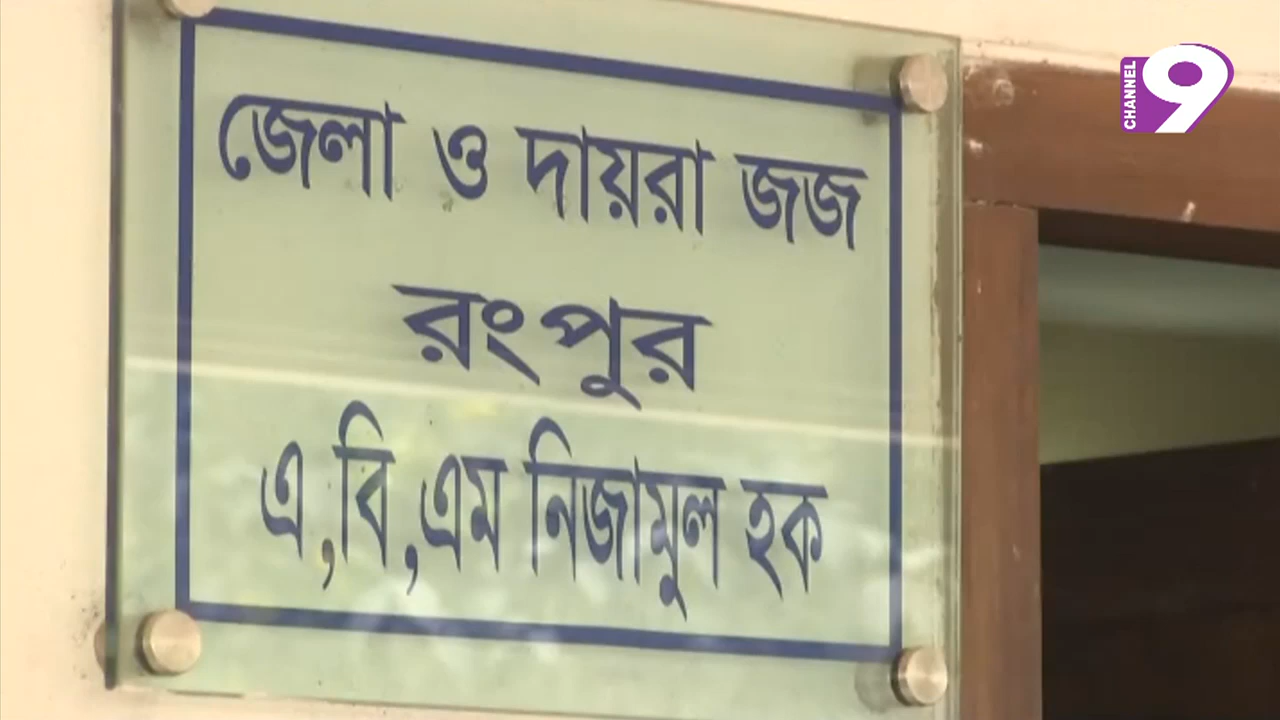 জেলা ও দায়রা জজ
রংপুর
এ,বি,এম নিজামুল হক
CHANNEL 9